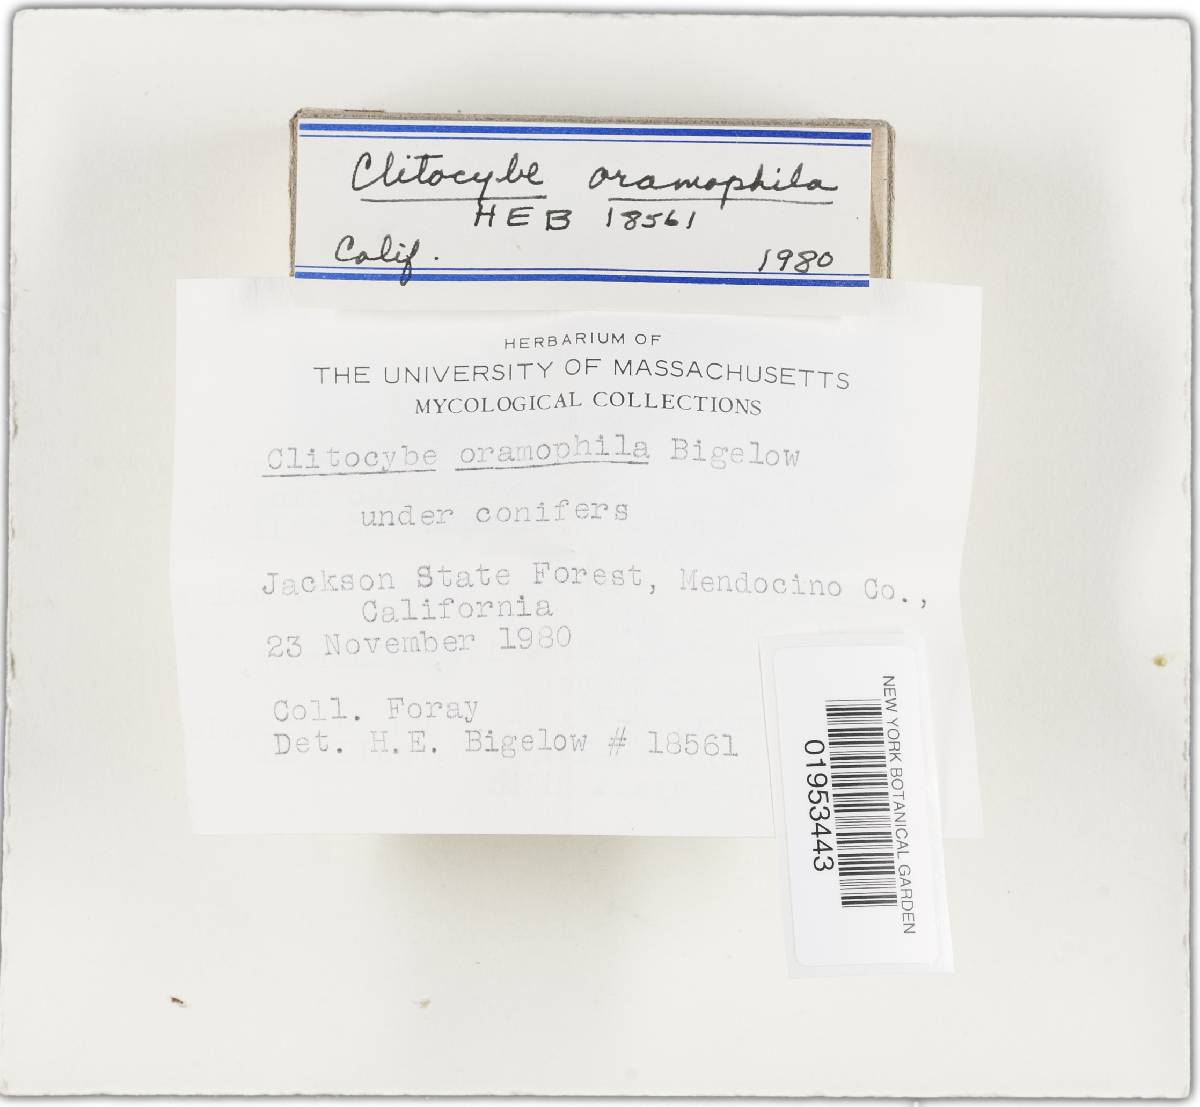 Clitocybe oramophila
HEB 18561
Calif. 1980
HERBARIUM OF
THE UNIVERSITY OF MASSACHUSETTS
MYCOLOGICAL COLLECTIONS
Clitocybe oramophila Bigelow
under conifers
Jackson State Forest, Mendocino Co.,
California
23 November 1980
Coll. Foray
Det. H.E. Bigelow # 18561
NEW YORK BOTANICAL GARDEN
01953443